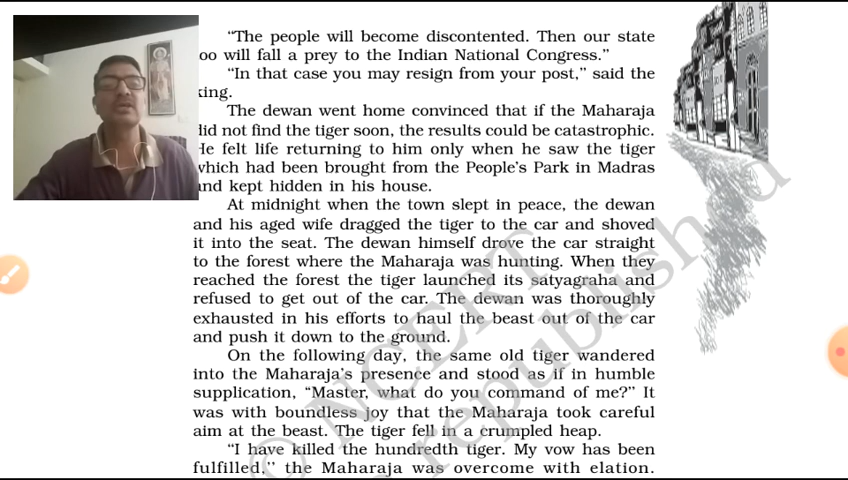 “The people will become discontented. Then our state
oo will fall a prey to the Indian National Congress.”
“In that case you may resign from your post,” said the
king.
The dewan went home convinced that if the Maharaja
did not find the tiger soon, the results could be catastrophic.
He felt life returning to him only when he saw the tiger
which had been brought from the People’s Park in Madras
and kept hidden in his house.
At midnight when the town slept in peace, the dewan
and his aged wife dragged the tiger to the car and shoved
it into the seat. The dewan himself drove the car straight
to the forest where the Maharaja was hunting. When they
reached the forest the tiger launched its satyagraha and
refused to get out of the car. The dewan was thoroughly
exhausted in his efforts to haul the beast out of the car
and push it down to the ground.
On the following day, the same old tiger wandered
into the Maharaja’s presence and stood as if in humble
supplication, “Master, what do you command of me?” It
was with boundless joy that the Maharaja took careful
aim at the beast. The tiger fell in a crumpled heap.
“I have killed the hundredth tiger. My vow has been
fulfilled,” the Maharaja was overcome with elation.
© NCERT
republished